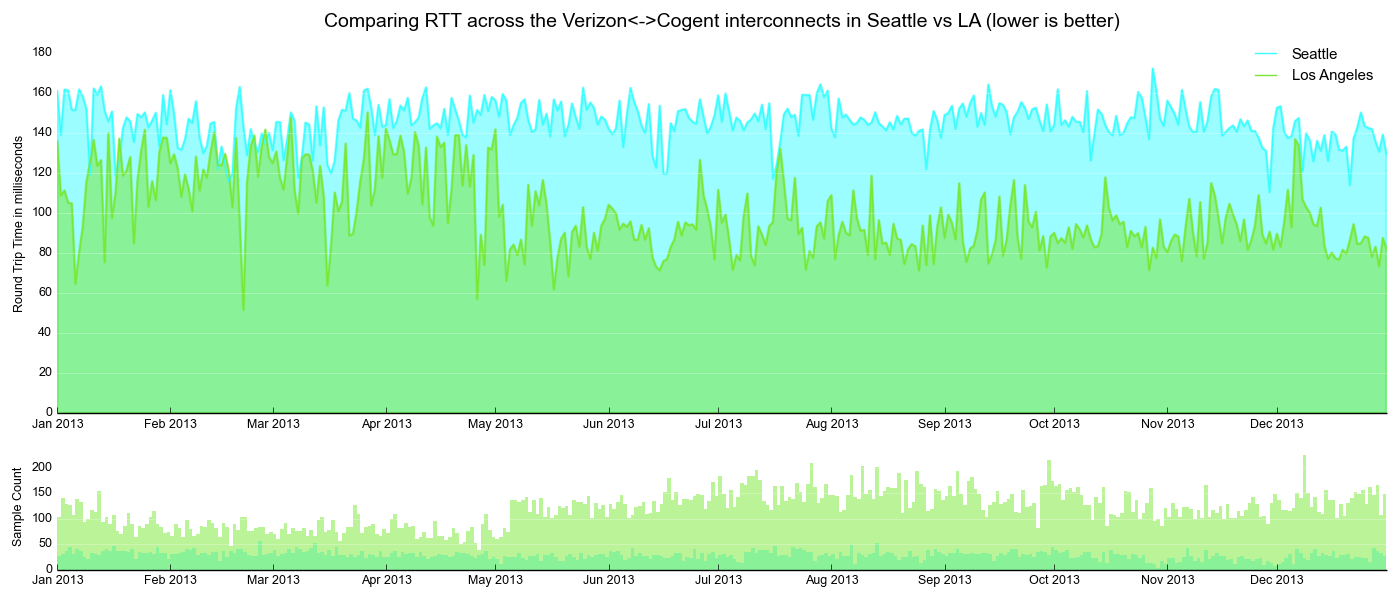 Comparing RTT across the Verizon<->Cogent interconnects in Seattle vs LA (lower is better)
Seattle
Los Angeles
Round Trip Time in milliseconds
180
160
140
120
100
80
60
40
20
0
Jan 2013 Feb 2013 Mar 2013 Apr 2013 May 2013 Jun 2013 Jul 2013 Aug 2013 Sep 2013 Oct 2013 Nov 2013 Dec 2013
Sample Count
200
150
100
50
0
Jan 2013 Feb 2013 Mar 2013 Apr 2013 May 2013 Jun 2013 Jul 2013 Aug 2013 Sep 2013 Oct 2013 Nov 2013 Dec 2013